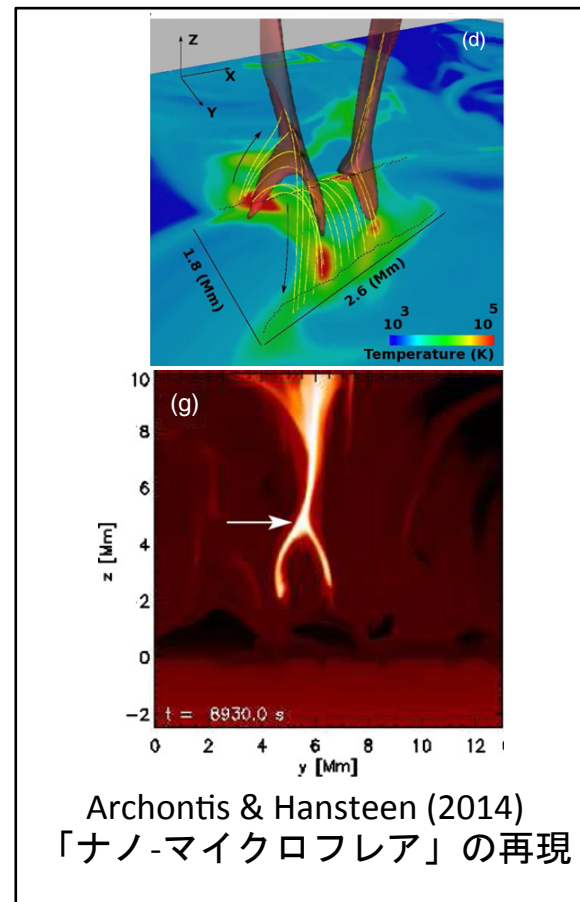 (d)
Z
X
Y
1.8 (Mm)
2.6 (Mm)
10³ 10⁵
Temperature (K)
(g)
10
8
6
4
2
0
−2
z [Mm]
t = 8930.0 s
0 2 4 6 8 10 12
y [Mm]
Archontis & Hansteen (2014)
「ナノ-マイクロフレア」の再現